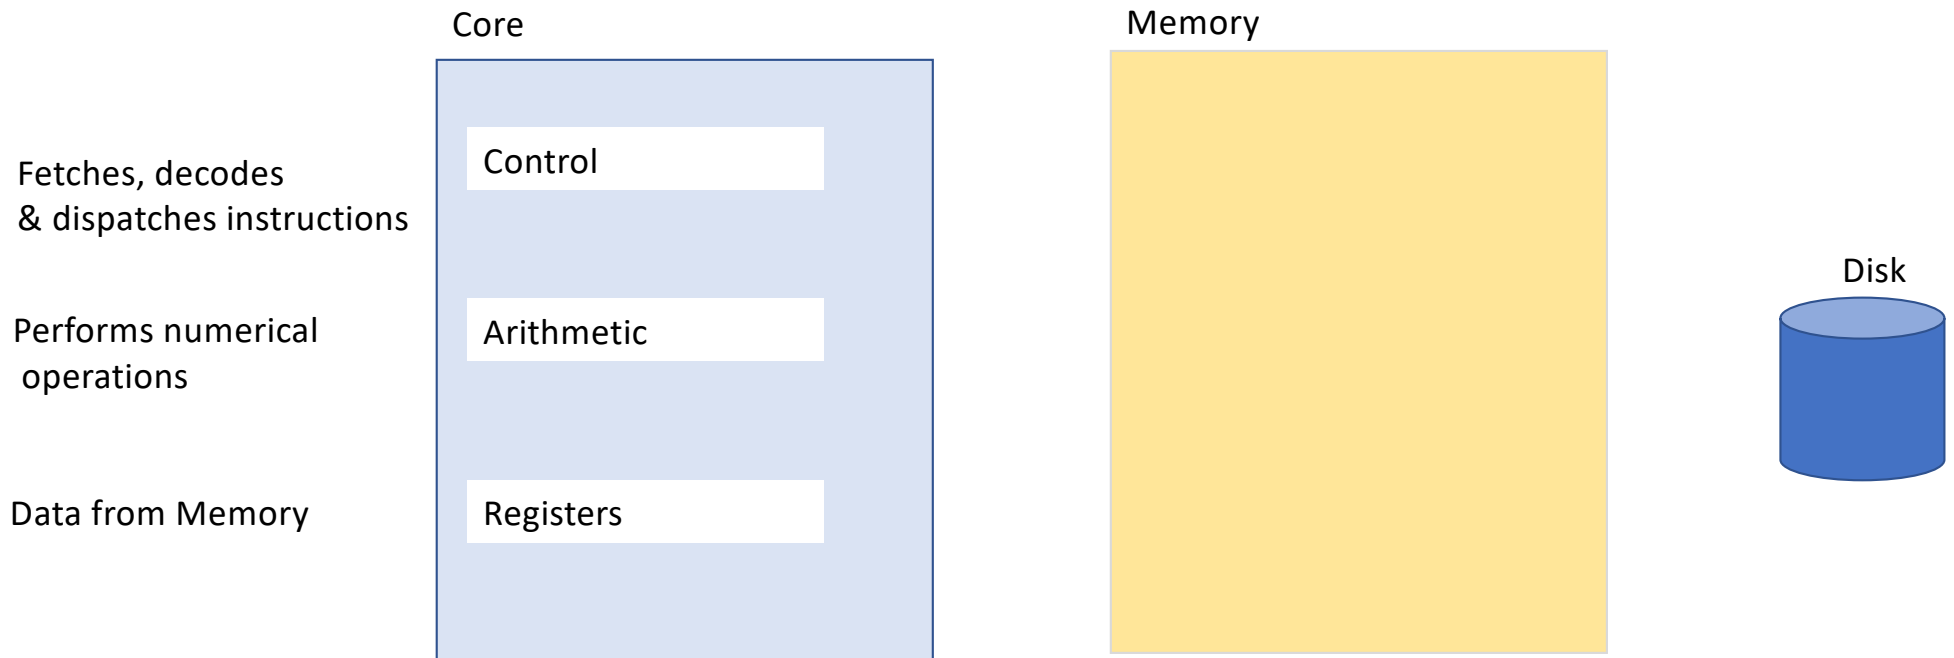 Core
Memory
Fetches, decodes
& dispatches instructions
Control
Disk
Performs numerical
operations
Arithmetic
Data from Memory
Registers